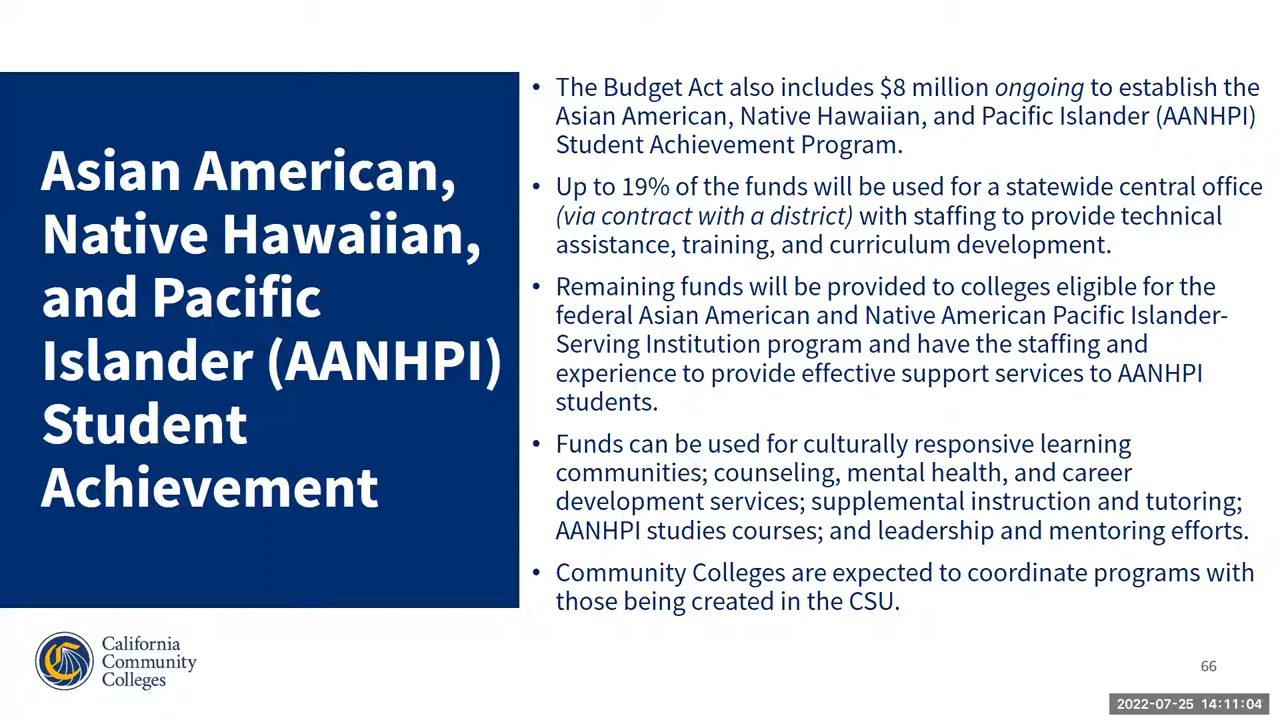 Asian American,
Native Hawaiian,
and Pacific
Islander (AANHPI)
Student
Achievement
• The Budget Act also includes $8 million ongoing to establish the
Asian American, Native Hawaiian, and Pacific Islander (AANHPI)
Student Achievement Program.
• Up to 19% of the funds will be used for a statewide central office
(via contract with a district) with staffing to provide technical
assistance, training, and curriculum development.
• Remaining funds will be provided to colleges eligible for the
federal Asian American and Native American Pacific Islander-
Serving Institution program and have the staffing and
experience to provide effective support services to AANHPI
students.
• Funds can be used for culturally responsive learning
communities; counseling, mental health, and career
development services; supplemental instruction and tutoring;
AANHPI studies courses; and leadership and mentoring efforts.
• Community Colleges are expected to coordinate programs with
those being created in the CSU.
California
Community
Colleges
66
2022-07-25 14:11:04